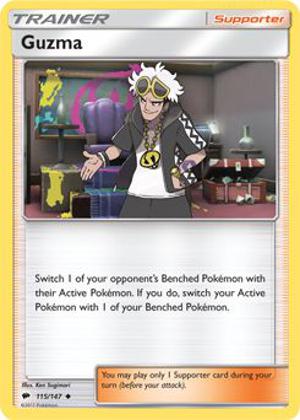 TRAINER
Supporter
Guzma
Switch 1 of your opponent's Benched Pokémon with
their Active Pokémon. If you do, switch your Active
Pokémon with 1 of your Benched Pokémon.
Illus. Ken Sugimori
115/147 ◆
©2017 Pokémon
You may play only 1 Supporter card during your
turn (before your attack).